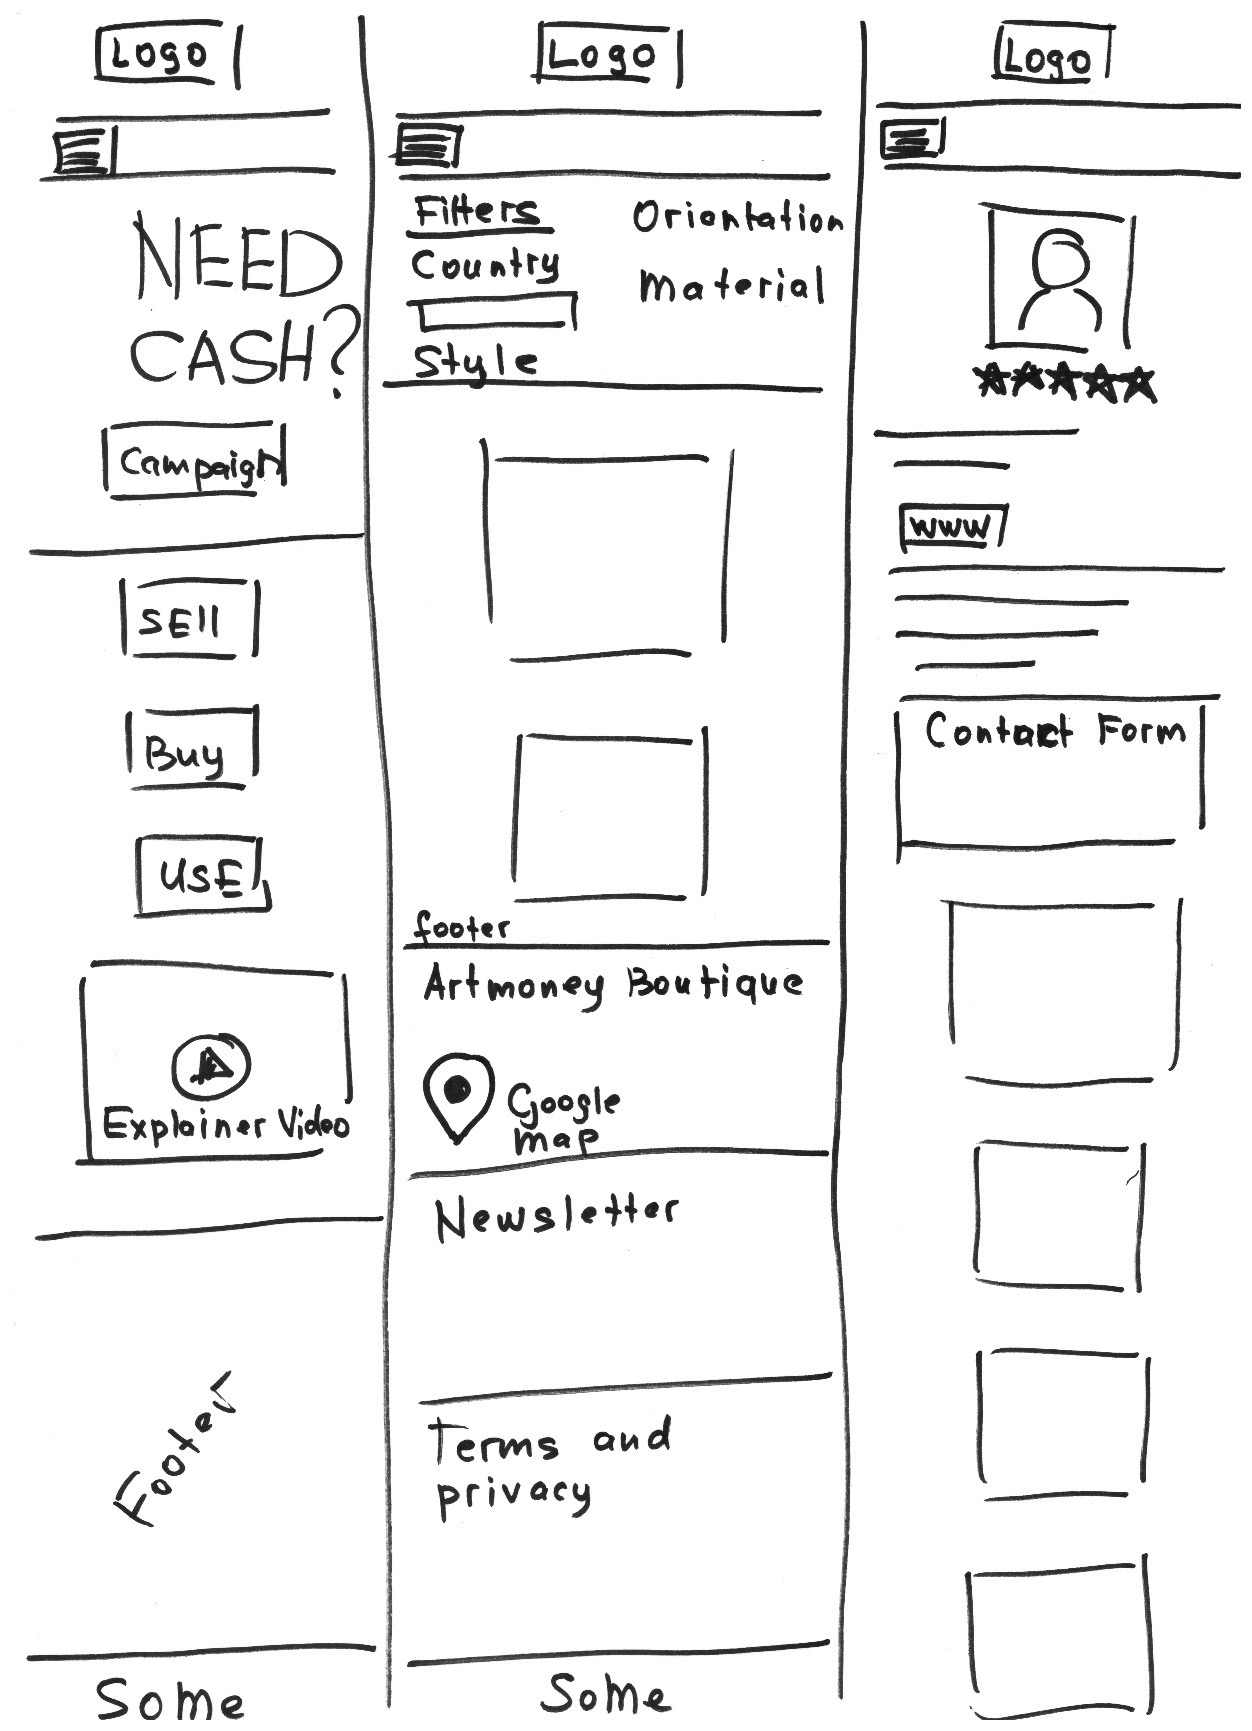 Logo
NEED
CASH?
Campaign
SEll
Buy
USE
Explainer Video
Footer
Some
Logo
Filters
Orientation
Country
Material
Style
footer
Artmoney Boutique
Google
map
Newsletter
Terms and
privacy
Some
Logo
WWW
Contact Form